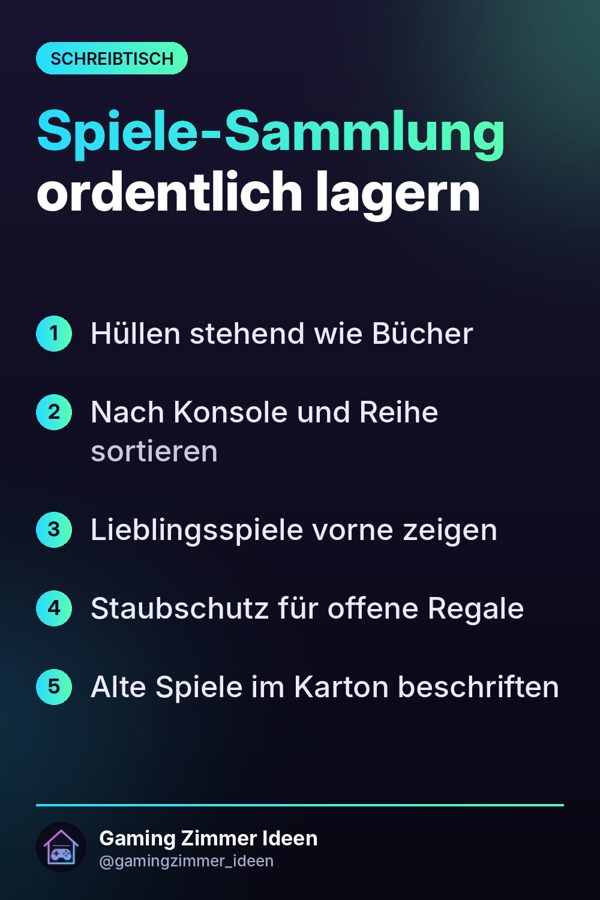 SCHREIBTISCH
Spiele-Sammlung
ordentlich lagern
1 Hüllen stehend wie Bücher
2 Nach Konsole und Reihe
sortieren
3 Lieblingsspiele vorne zeigen
4 Staubschutz für offene Regale
5 Alte Spiele im Karton beschriften
Gaming Zimmer Ideen
@gamingzimmer_ideen